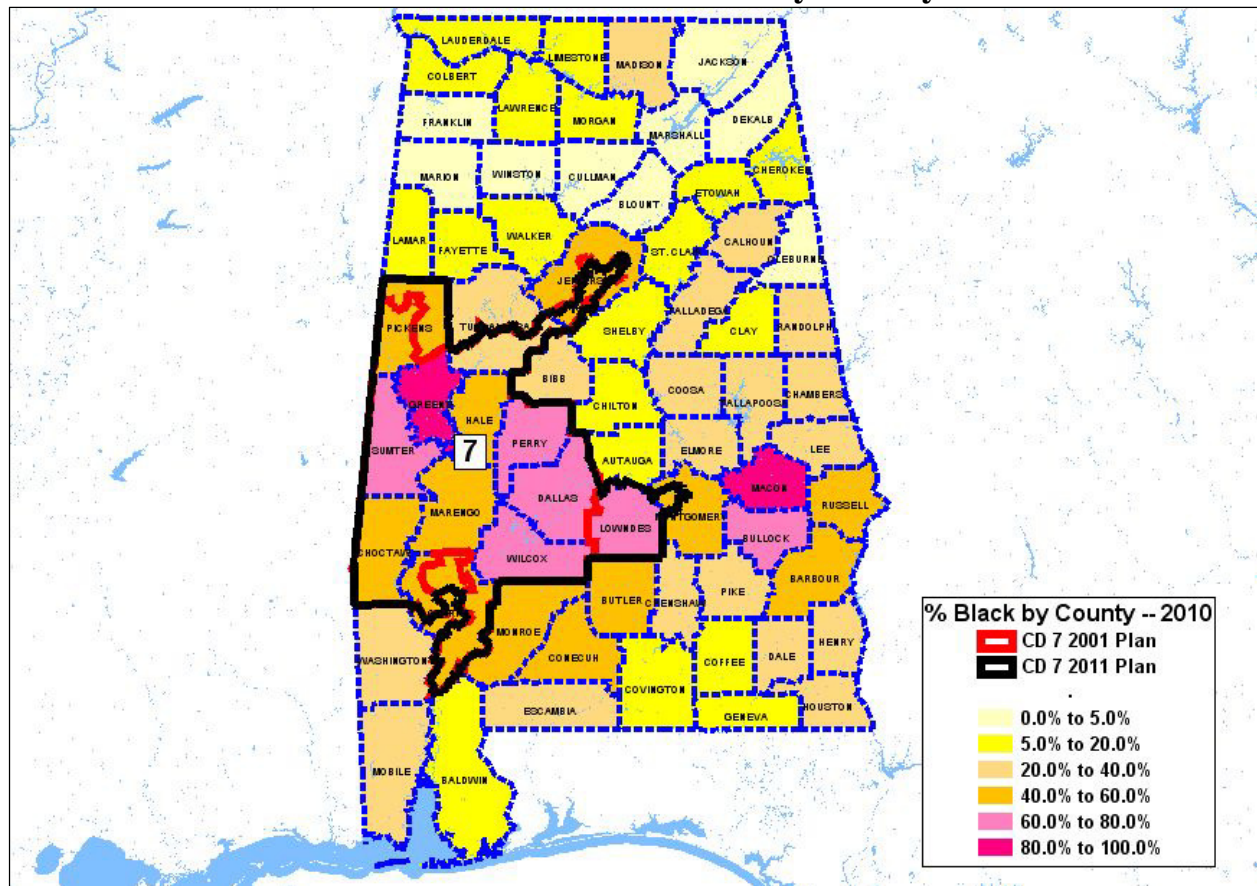 LAUDERDALE
LIMESTONE
MADISON
JACKSON
COLBERT
LAWRENCE
FRANKLIN
MORGAN
DEKALB
MARSHALL
CHEROKEE
MARION
WINSTON
CULLMAN
ETOWAH
BLOUNT
LAMAR
FAYETTE
WALKER
ST.CLAI
CALHOUN
CLEBURNE
JEFFERS
PICKENS
SHELBY
TALLADEGA
CLAY
RANDOLPH
BIBB
GREEN
HALE
CHILTON
COOSA
TALLAPOOS
CHAMBERS
SUMTER
7
PERRY
AUTAUGA
ELMORE
LEE
MACON
DALLAS
MARENGO
LOWNDES
NTGOMERY
RUSSELL
BULLOCK
CHOCTAW
WILCOX
BARBOUR
BUTLER
PIKE
MONROE
CONECUH
HENRY
WASHINGTON
COFFEE
DALE
COVINGTON
HOUSTON
ESCAMBIA
GENEVA
MOBILE
BALDWIN
% Black by County -- 2010
CD 7 2001 Plan
CD 7 2011 Plan
.
0.0% to 5.0%
5.0% to 20.0%
20.0% to 40.0%
40.0% to 60.0%
60.0% to 80.0%
80.0% to 100.0%